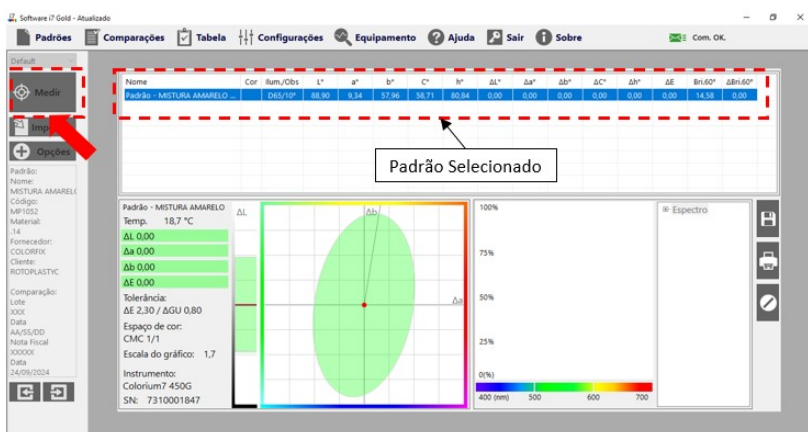 Software i7 Gold - Atualizado
Padrões Comparações Tabela Configurações Equipamento Ajuda Sair Sobre Com. OK.
Default
Medir
Opções
Padrão:
Nome:
MISTURA AMAREL
Código:
MP1052
Material:
.14
Fornecedor:
COLORFIX
Cliente:
ROTOPLASTYC
Comparação:
Lote
XXX
Data
AA/SS/DD
Nota Fiscal
XXXXX
Data
24/09/2024
Nome Cor Ilum./Obs L* a* b* C* h* ΔL* Δa* Δb* ΔC* Δh* ΔE Bri.60° ΔBri.60°
Padrão - MISTURA AMARELO ... D65/10° 88,90 9,34 57,96 58,71 80,84 0,00 0,00 0,00 0,00 0,00 0,00 14,58 0,00
Padrão Selecionado
Padrão - MISTURA AMARELO
Temp. 18,7 °C
ΔL 0,00
Δa 0,00
Δb 0,00
ΔE 0,00
Tolerância:
ΔE 2,30 / ΔGU 0,80
Espaço de cor:
CMC 1/1
Escala do gráfico: 1,7
Instrumento:
Colorium7 450G
SN: 7310001847
ΔL
Δb
Δa
100%
75%
50%
25%
0(%)
400 (nm) 500 600 700
Espectro